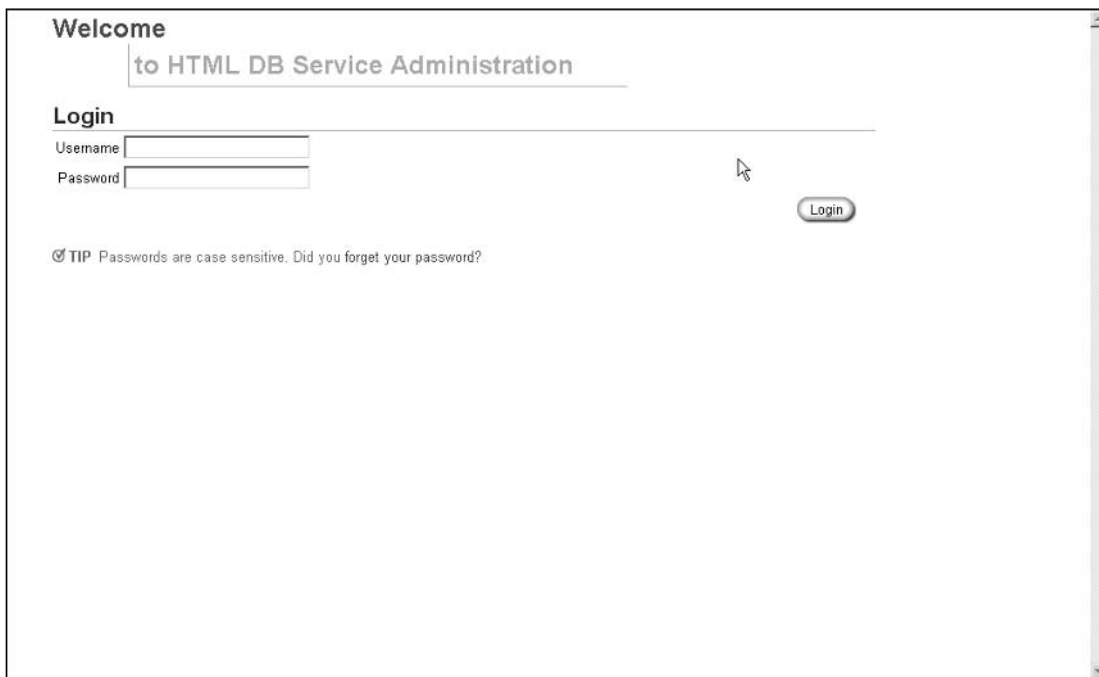 Welcome
to HTML DB Service Administration
Login
Username
Password
Login
TIP Passwords are case sensitive. Did you forget your password?